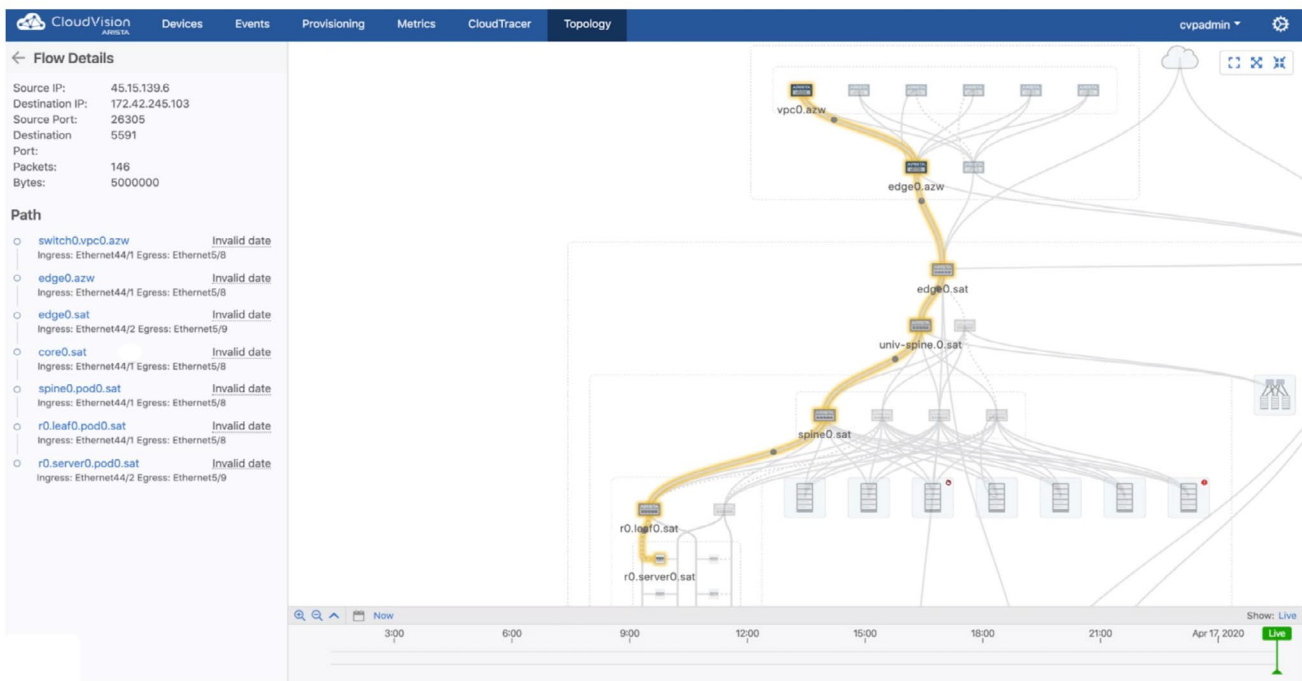 CloudVision
ARISTA
Devices
Events
Provisioning
Metrics
CloudTracer
Topology
cvpadmin
Flow Details
Source IP: 45.15.139.6
Destination IP: 172.42.245.103
Source Port: 26305
Destination 5591
Port:
Packets: 146
Bytes: 5000000
Path
switch0.vpc0.azw Invalid date
Ingress: Ethernet44/1 Egress: Ethernet5/8
edge0.azw Invalid date
Ingress: Ethernet44/1 Egress: Ethernet5/8
edge0.sat Invalid date
Ingress: Ethernet44/2 Egress: Ethernet5/9
core0.sat Invalid date
Ingress: Ethernet44/1 Egress: Ethernet5/8
spine0.pod0.sat Invalid date
Ingress: Ethernet44/1 Egress: Ethernet5/8
r0.leaf0.pod0.sat Invalid date
Ingress: Ethernet44/1 Egress: Ethernet5/8
r0.server0.pod0.sat Invalid date
Ingress: Ethernet44/2 Egress: Ethernet5/9
vpc0.azw
edge0.azw
edge0.sat
univ-spine.0.sat
spine0.sat
r0.leaf0.sat
r0.server0.sat
Now
Show: Live
3:00 6:00 9:00 12:00 15:00 18:00 21:00 Apr 17, 2020 Live